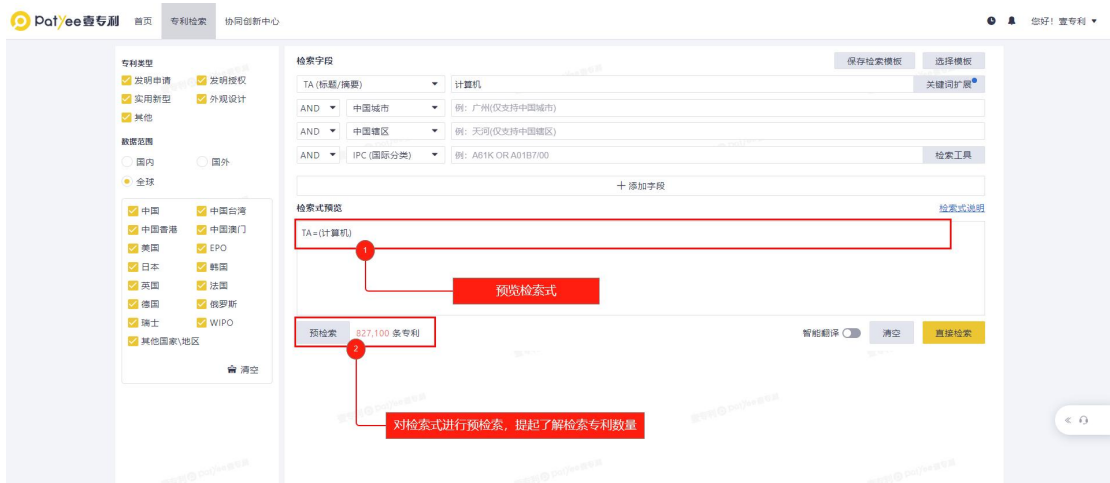 Patyee壹专利 首页 专利检索 协同创新中心 您好！壹专利
专利类型
发明申请 发明授权
实用新型 外观设计
其他
数据范围
国内 国外
全球
中国 中国台湾
中国香港 中国澳门
美国 EPO
日本 韩国
英国 法国
德国 俄罗斯
瑞士 WIPO
其他国家\地区
清空
检索字段 保存检索模板 选择模板
TA (标题/摘要) 计算机 关键词扩展
AND 中国城市 例：广州(仅支持中国城市)
AND 中国辖区 例：天河(仅支持中国辖区)
AND IPC (国际分类) 例：A61K OR A01B7/00 检索工具
＋ 添加字段
检索式预览 检索式说明
TA=(计算机)
1
预览检索式
预检索 827,100 条专利 智能翻译 清空 直接检索
2
对检索式进行预检索，提起了解检索专利数量